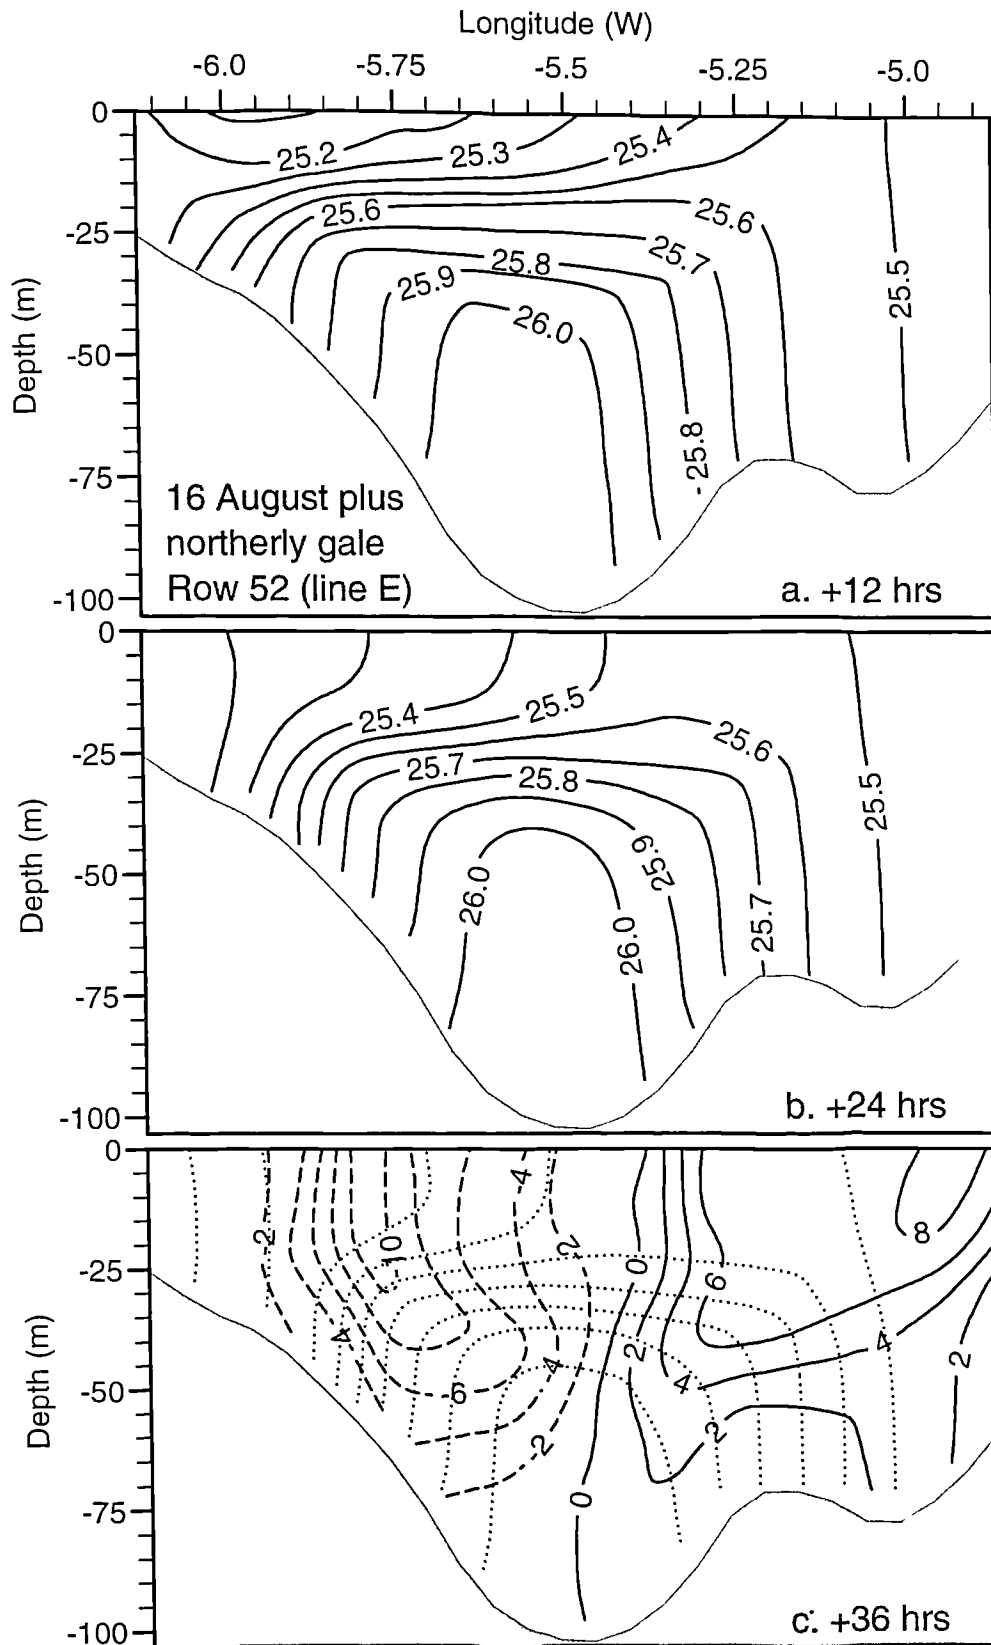 Longitude (W)
-6.0 -5.75 -5.5 -5.25 -5.0
0
-25
-50
-75
-100
Depth (m)
25.2 25.3 25.4
25.6 25.6
25.9 25.8 25.7
26.0
25.5
-25.8
16 August plus
northerly gale
Row 52 (line E)
a. +12 hrs
0
-25
-50
-75
-100
Depth (m)
25.4 25.5
25.6
25.7 25.8
25.5
25.9
26.0
26.0
25.7
b. +24 hrs
0
-25
-50
-75
-100
Depth (m)
4
8
2 10 2 0
6
4 2 4 2
4
6 4
2 2
0
c. +36 hrs